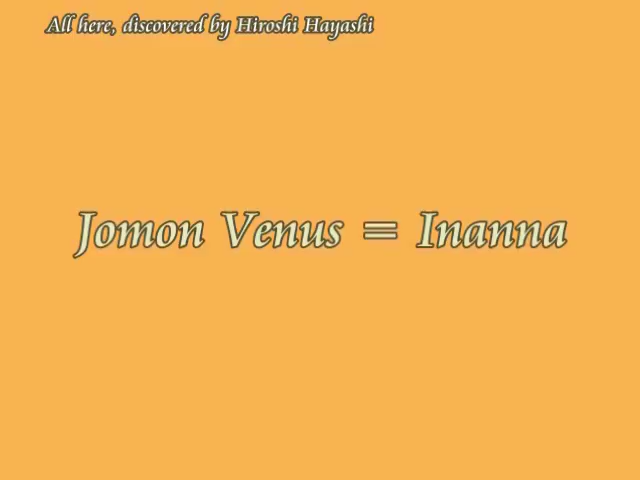 All here, discovered by Hiroshi Hayashi
Jomon Venus = Inanna